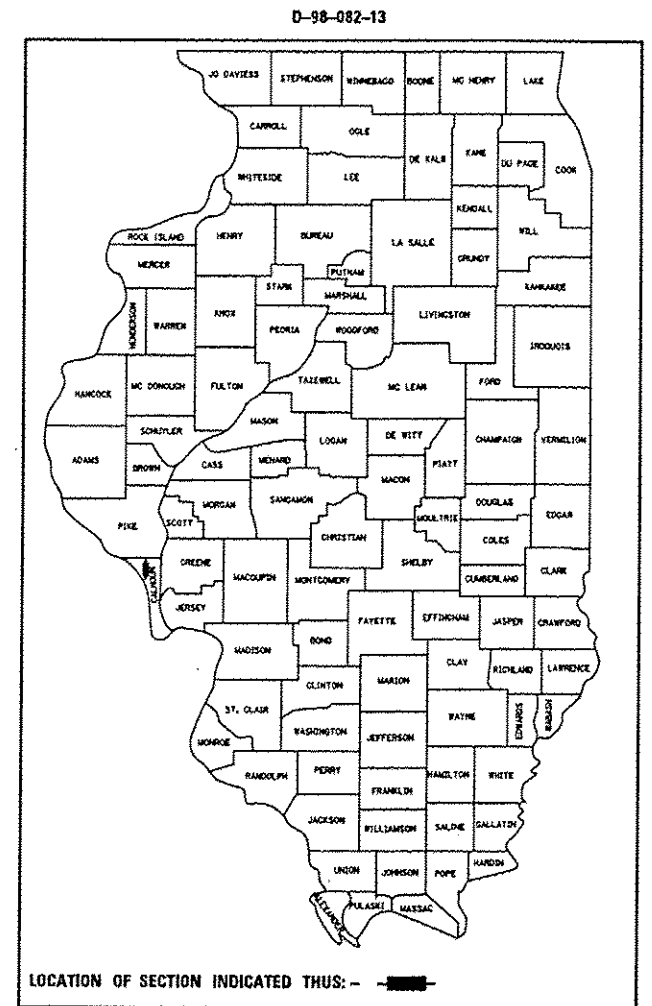 D-98-082-13
JO DAVIESS STEPHENSON WINNEBAGO BOONE MC HENRY LAKE
CARROLL OGLE DE KALB KANE DU PAGE COOK
WHITESIDE LEE
KENDALL WILL
ROCK ISLAND HENRY BUREAU LA SALLE GRUNDY
MERCER PUTNAM KANKAKEE
STARK MARSHALL
HENDERSON WARREN KNOX PEORIA WOODFORD LIVINGSTON IROQUOIS
HANCOCK MC DONOUGH FULTON TAZEWELL MC LEAN FORD
SCHUYLER MASON LOGAN DE WITT CHAMPAIGN VERMILION
ADAMS BROWN CASS MENARD PIATT
MACON
PIKE SCOTT MORGAN SANGAMON MOULTRIE DOUGLAS EDGAR
CHRISTIAN COLES
CALHOUN GREENE MACOUPIN MONTGOMERY SHELBY CUMBERLAND CLARK
JERSEY
FAYETTE EFFINGHAM JASPER CRAWFORD
MADISON BOND
CLAY RICHLAND LAWRENCE
CLINTON MARION
ST. CLAIR WAYNE EDWARDS WABASH
MONROE WASHINGTON JEFFERSON
RANDOLPH PERRY HAMILTON WHITE
FRANKLIN
JACKSON WILLIAMSON SALINE GALLATIN
UNION JOHNSON POPE HARDIN
ALEXANDER PULASKI MASSAC
LOCATION OF SECTION INDICATED THUS:- - -